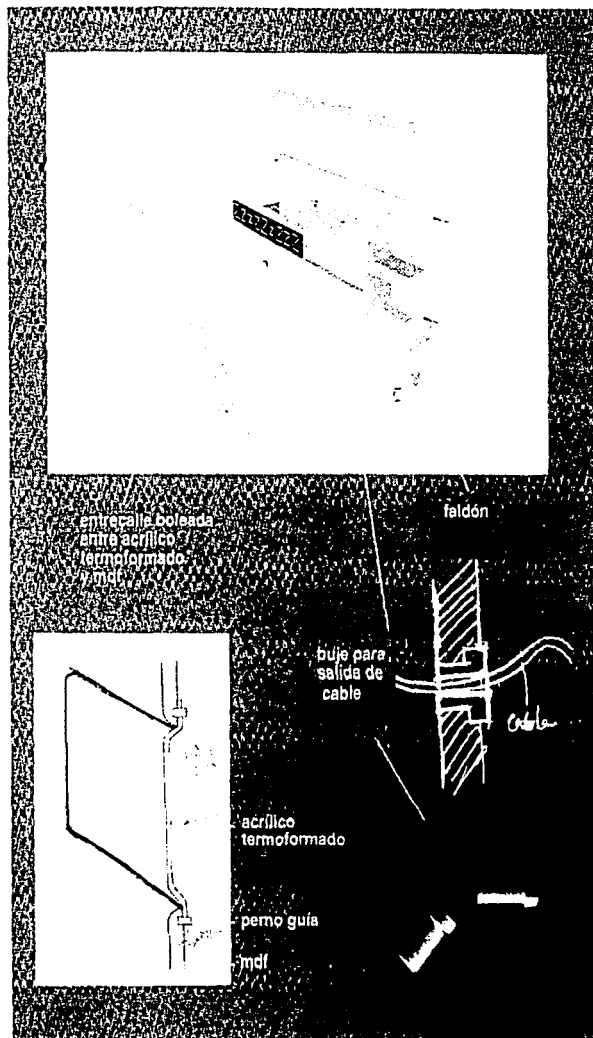 entrecalle boleada
entre acrílico
termoformado
y mdf
faldón
buje para
salida de
cable
cable
acrílico
termoformado
perno guía
mdf